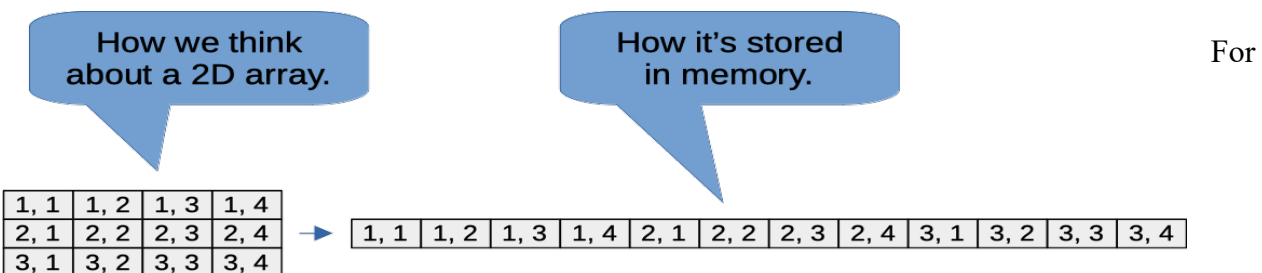 How we think
about a 2D array.
How it’s stored
in memory.
For
1, 1 1, 2 1, 3 1, 4
2, 1 2, 2 2, 3 2, 4
3, 1 3, 2 3, 3 3, 4
1, 1 1, 2 1, 3 1, 4 2, 1 2, 2 2, 3 2, 4 3, 1 3, 2 3, 3 3, 4